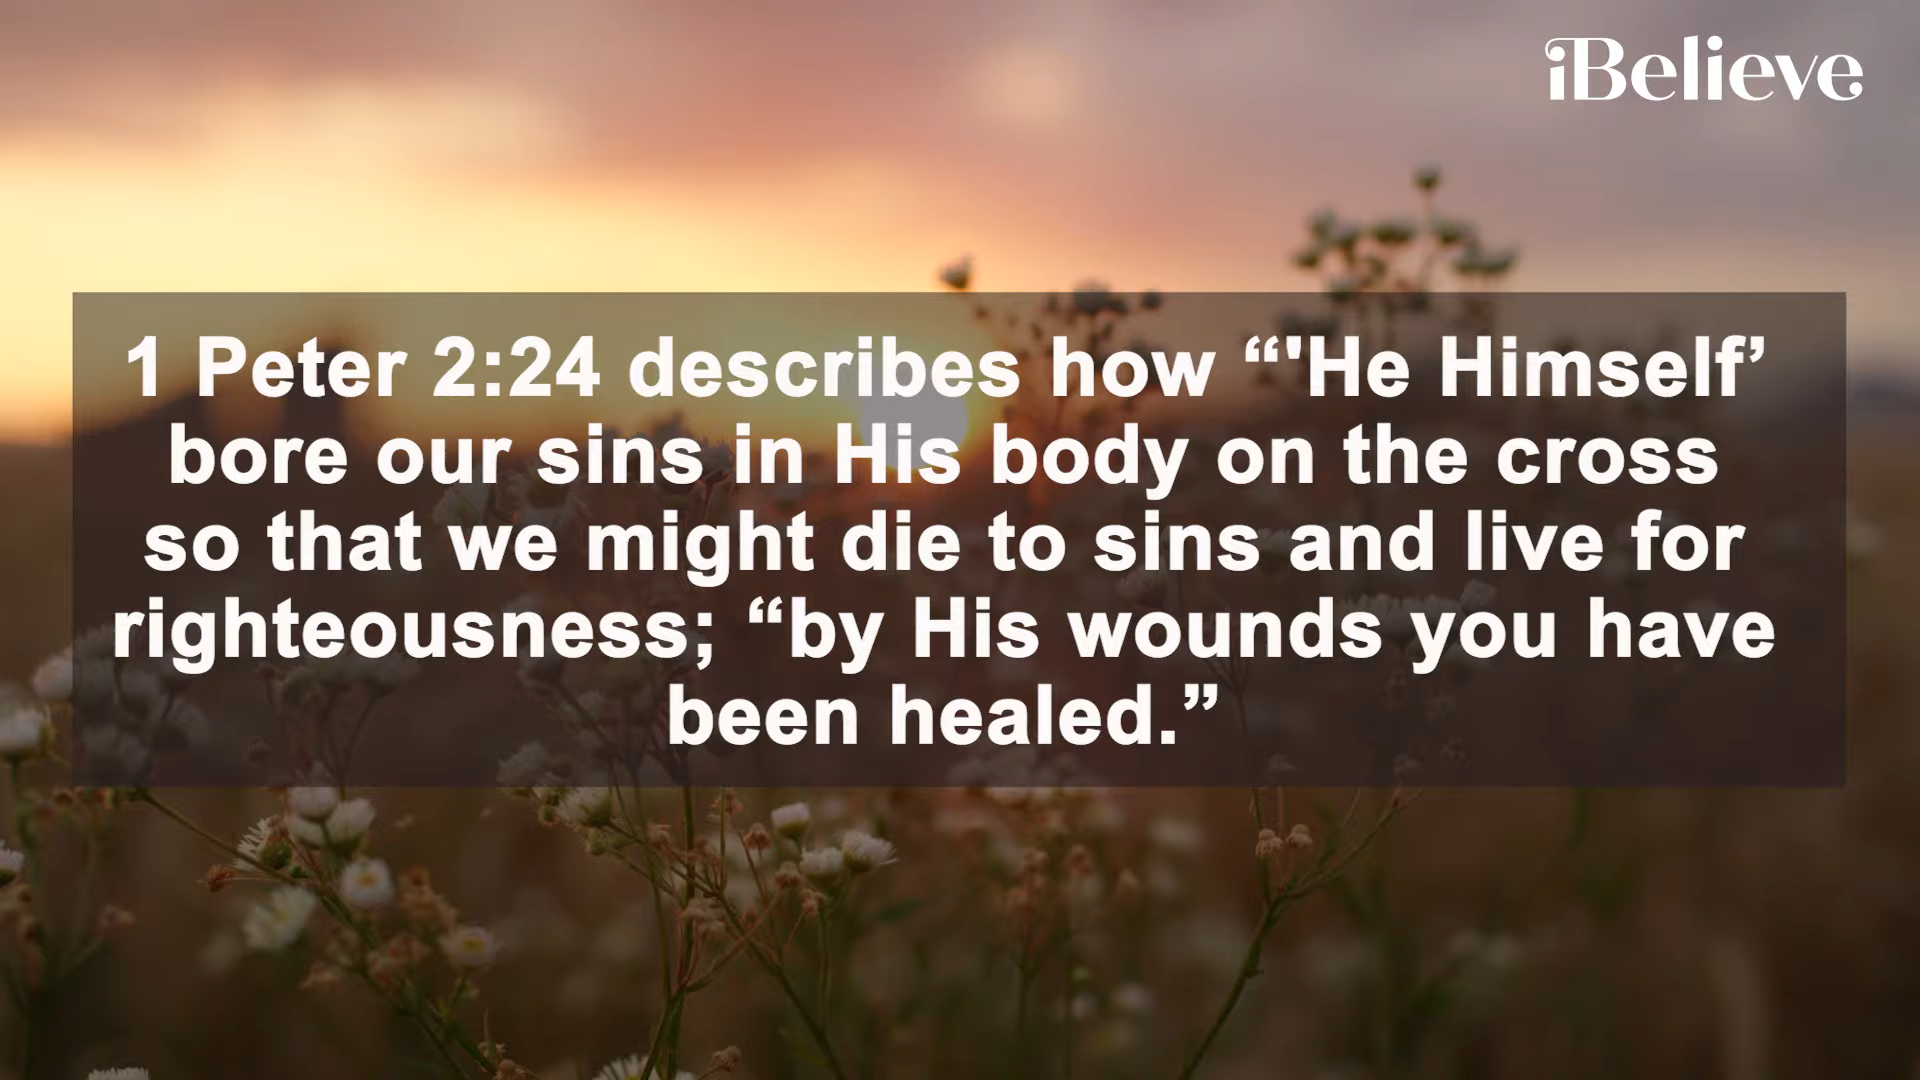 iBelieve
1 Peter 2:24 describes how “'He Himself’
bore our sins in His body on the cross
so that we might die to sins and live for
righteousness; “by His wounds you have
been healed.”